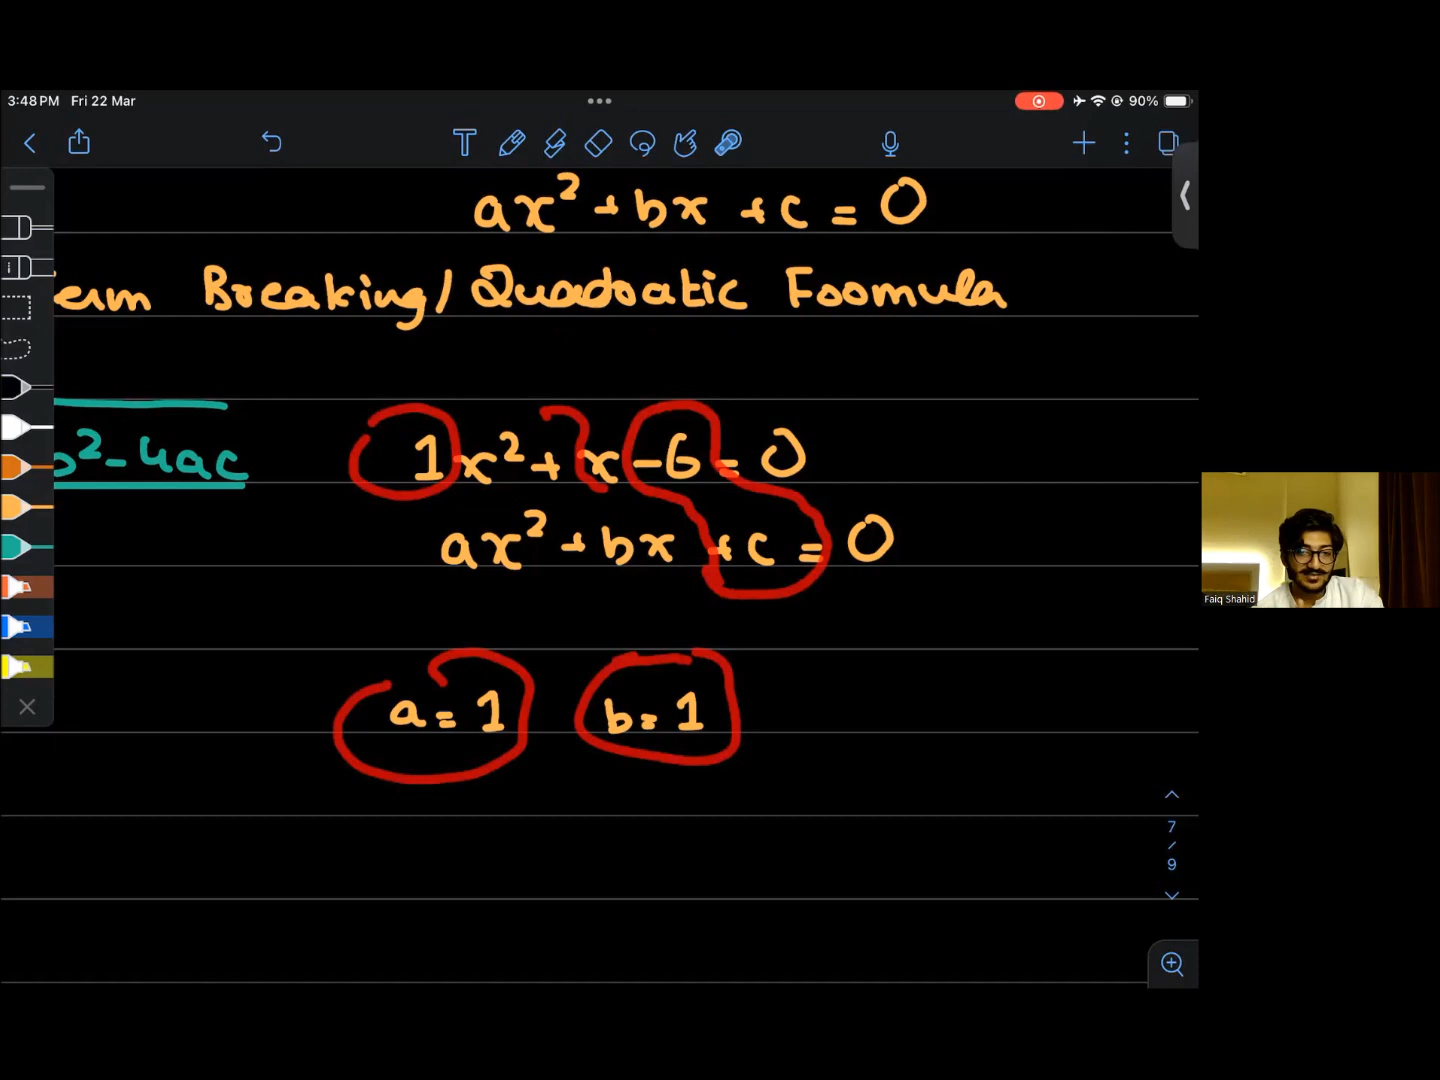 3:48 PM Fri 22 Mar
90%
T
ax² + bx + c = 0
erm Breaking/Quadratic Formula
b² - 4ac
1x² + x - 6 = 0
ax² + bx + c = 0
Faiq Shahid
a = 1 b = 1
7
/
9